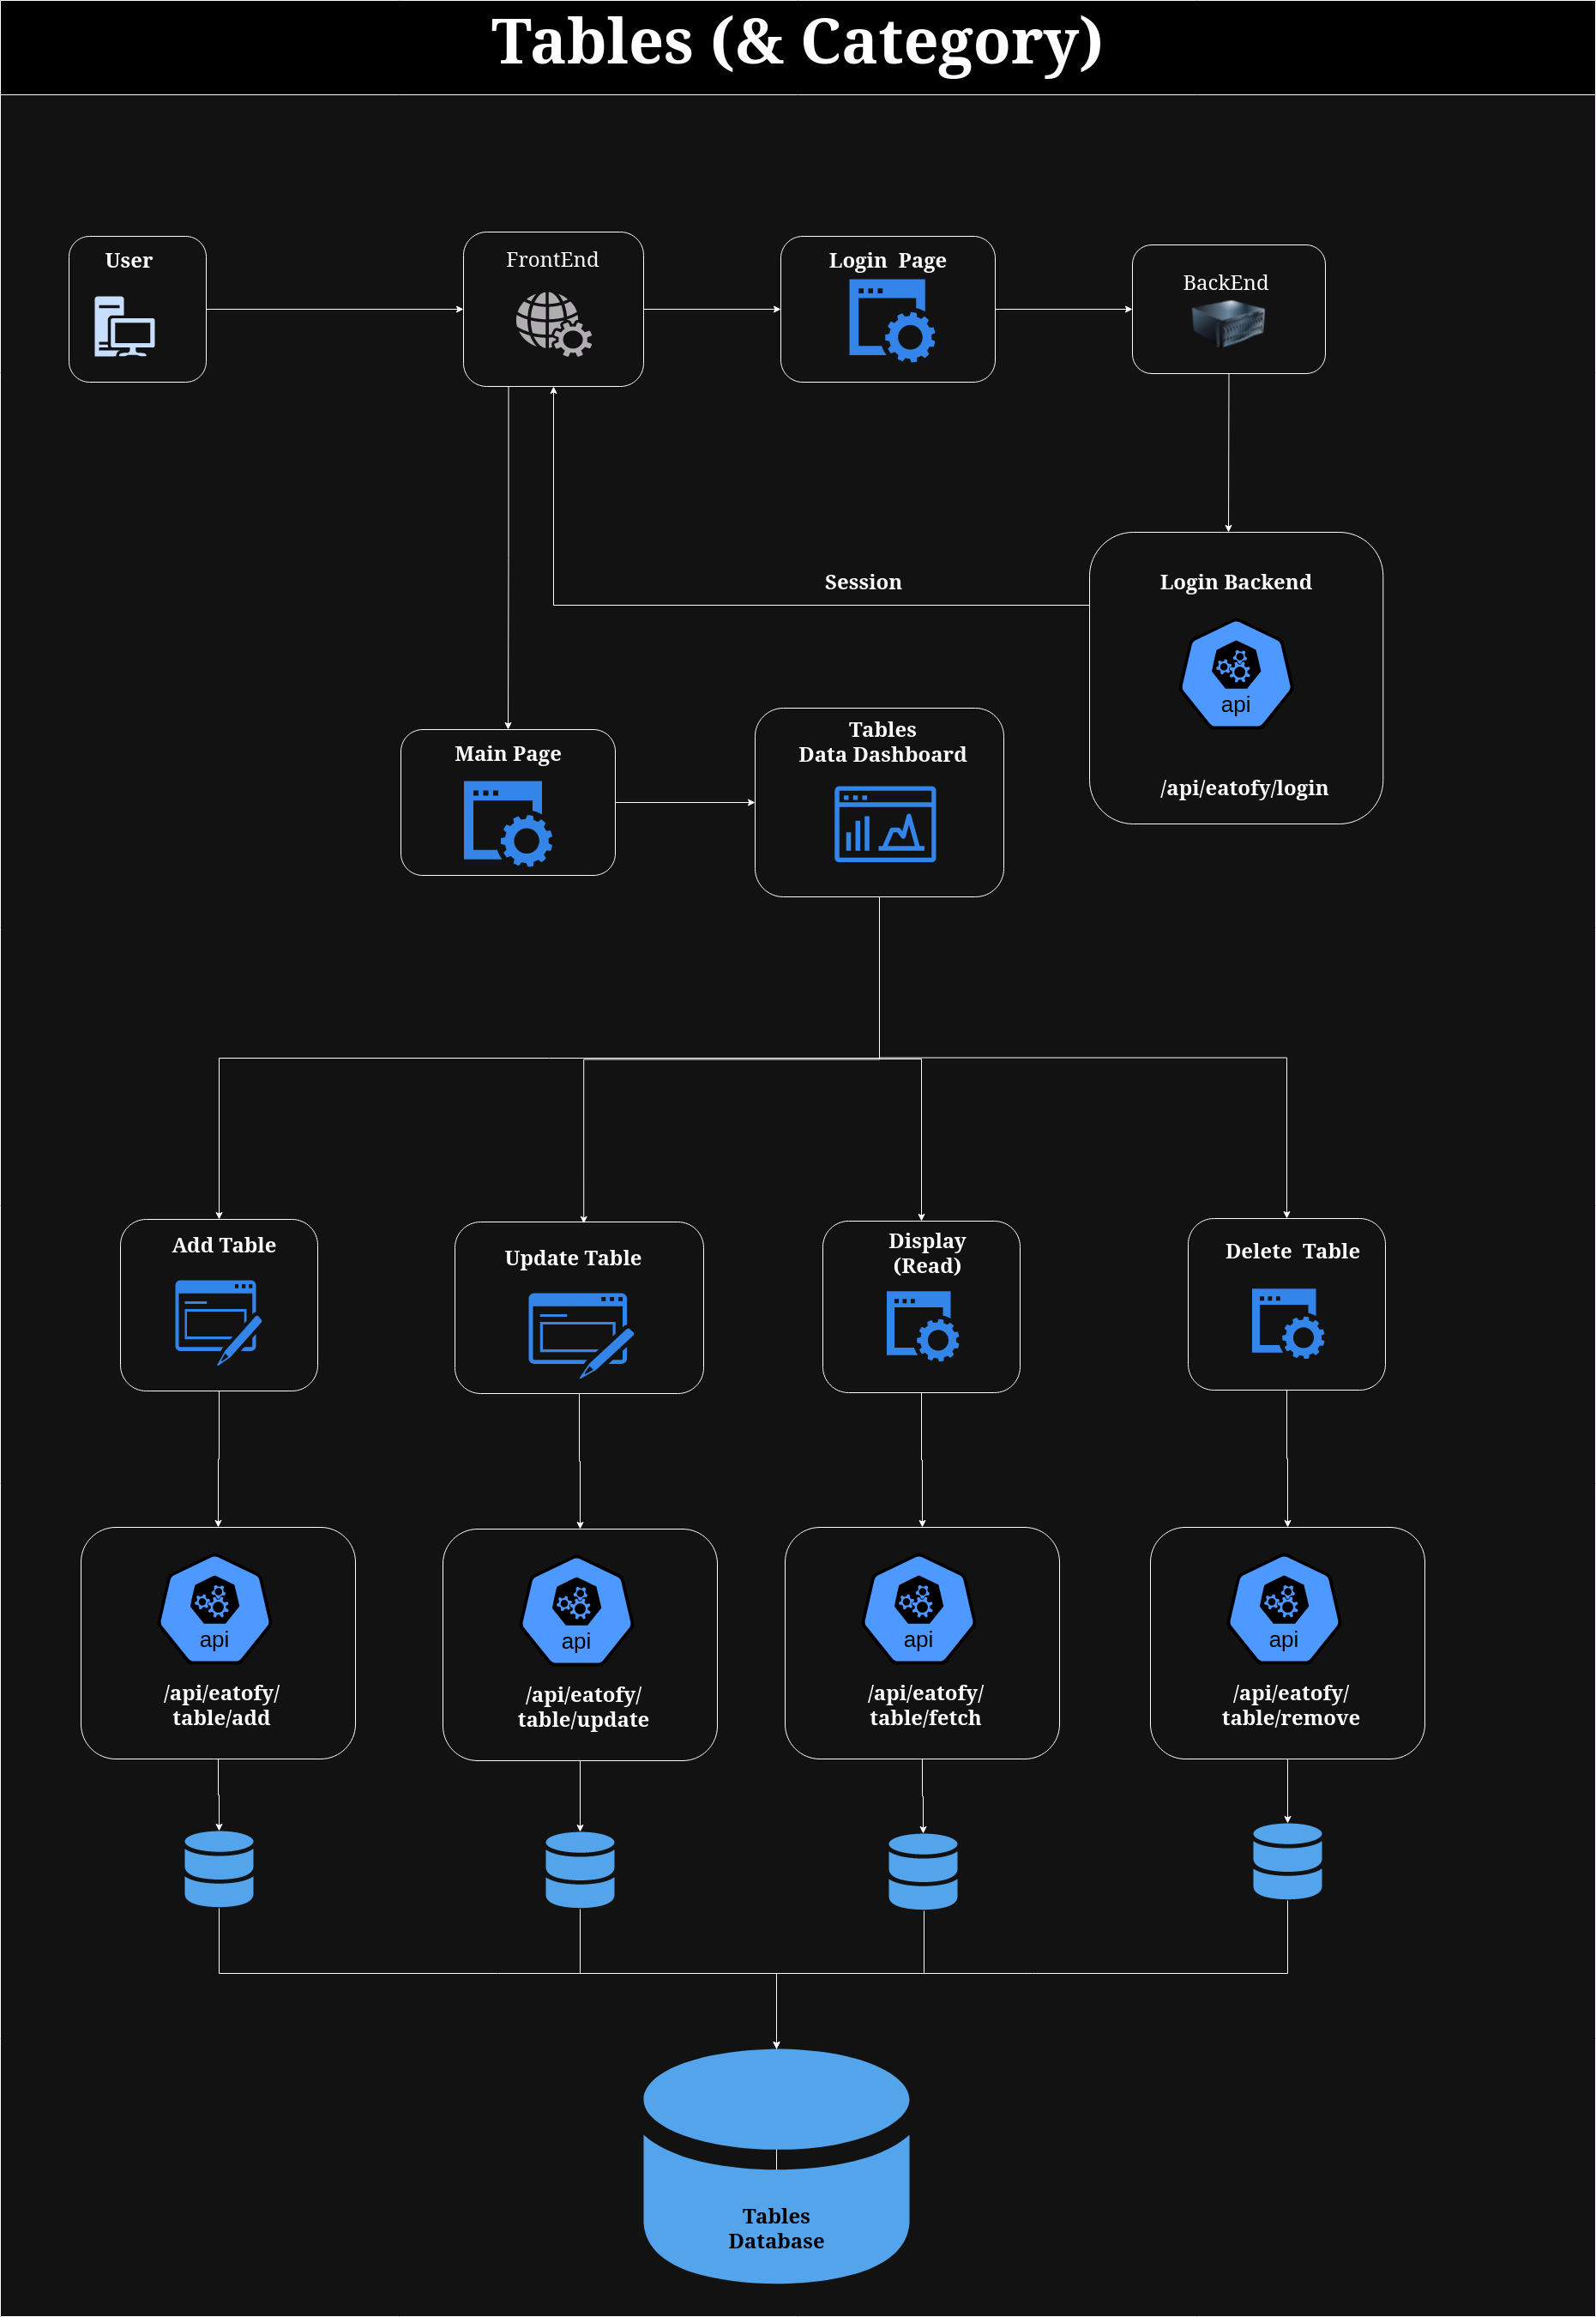 Tables (& Category)
User
FrontEnd
Login Page
BackEnd
Session
Login Backend
api
/api/eatofy/login
Main Page
Tables
Data Dashboard
Add Table
Update Table
Display
(Read)
Delete Table
api
/api/eatofy/
table/add
api
/api/eatofy/
table/update
api
/api/eatofy/
table/fetch
api
/api/eatofy/
table/remove
Tables
Database